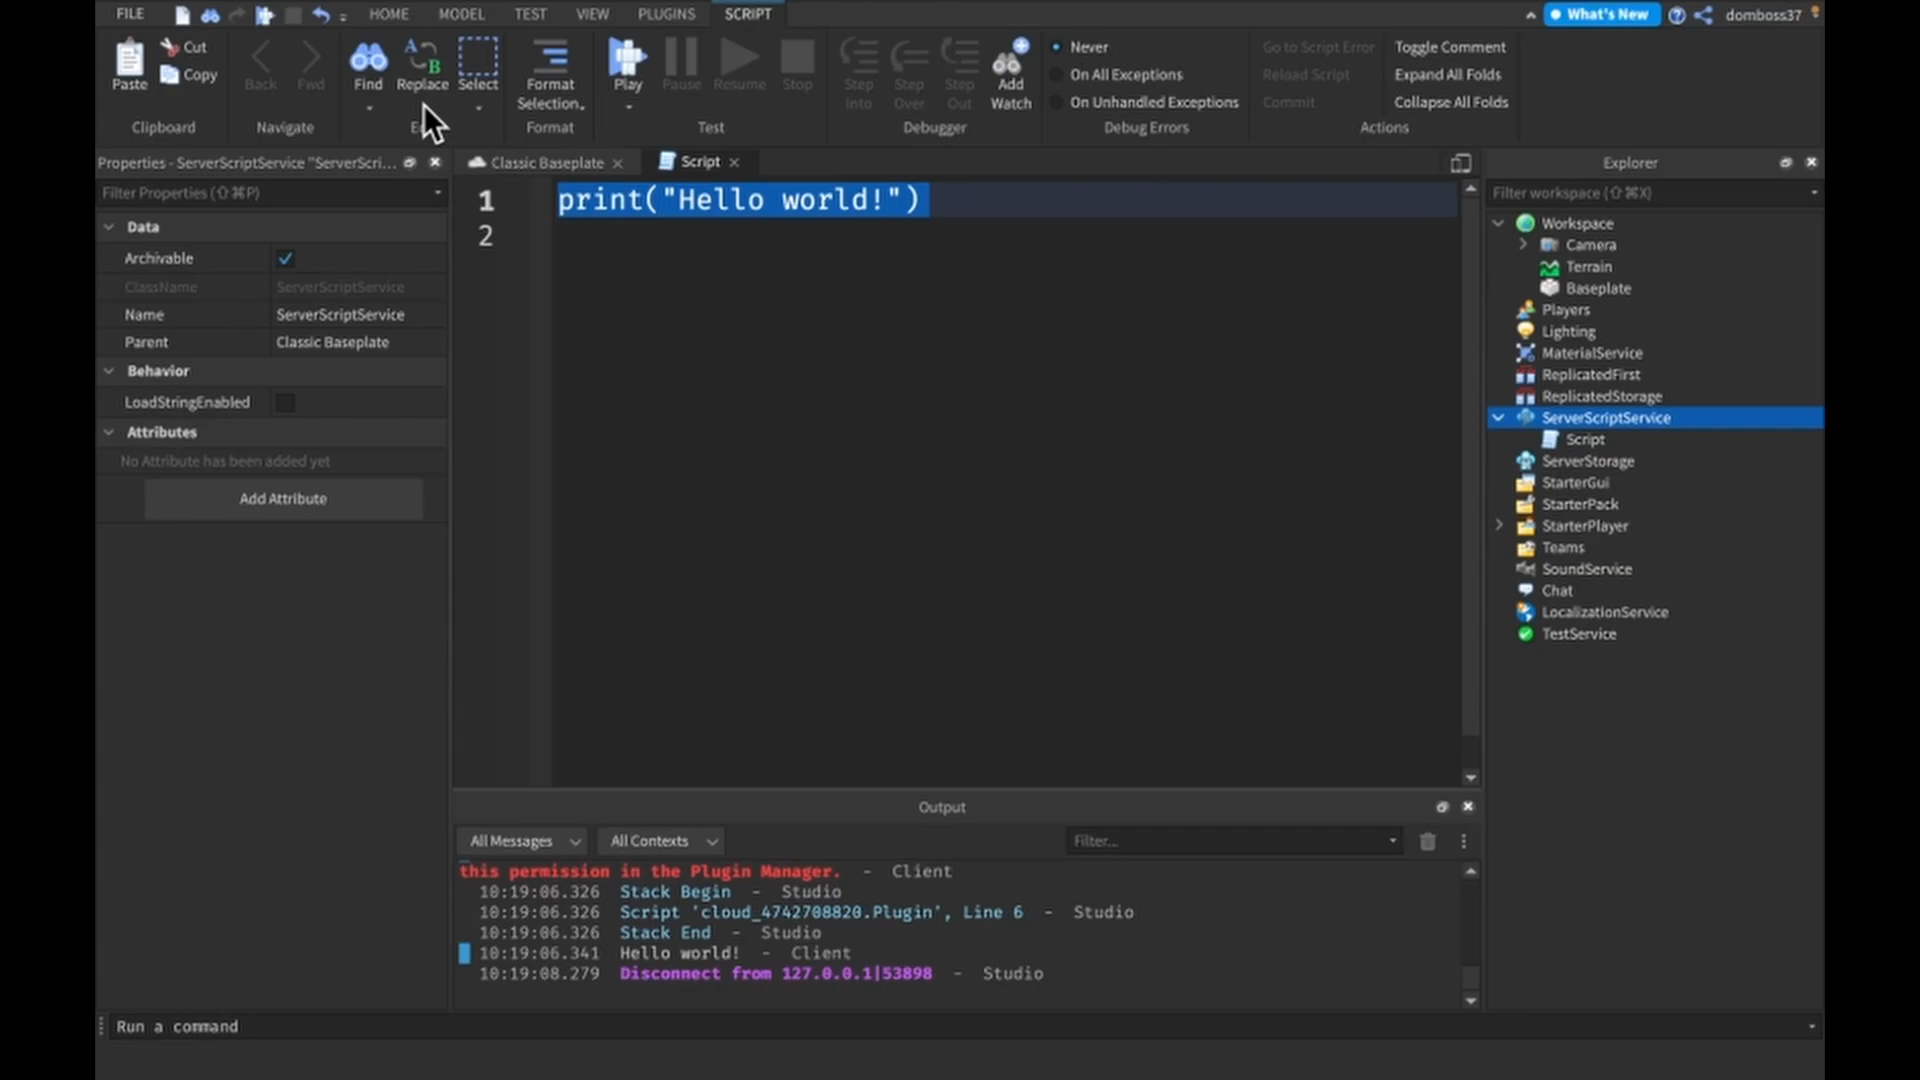 FILE HOME MODEL TEST VIEW PLUGINS SCRIPT What's New domboss37
Paste Cut Copy Back Fwd Find Replace Select Format Selection Play Pause Resume Stop Step Into Step Over Step Out Add Watch
Never
On All Exceptions
On Unhandled Exceptions
Go to Script Error
Reload Script
Commit
Toggle Comment
Expand All Folds
Collapse All Folds
Clipboard Navigate Format Test Debugger Debug Errors Actions
Properties - ServerScriptService "ServerScri...
Filter Properties (⇧⌘P)
Data
Archivable
ClassName ServerScriptService
Name ServerScriptService
Parent Classic Baseplate
Behavior
LoadStringEnabled
Attributes
No Attribute has been added yet
Add Attribute
Classic Baseplate Script
1 print("Hello world!")
2
Output
All Messages All Contexts Filter...
this permission in the Plugin Manager. - Client
10:19:06.326 Stack Begin - Studio
10:19:06.326 Script 'cloud_4742708820.Plugin', Line 6 - Studio
10:19:06.326 Stack End - Studio
10:19:06.341 Hello world! - Client
10:19:08.279 Disconnect from 127.0.0.1|53898 - Studio
Explorer
Filter workspace (⇧⌘X)
Workspace
Camera
Terrain
Baseplate
Players
Lighting
MaterialService
ReplicatedFirst
ReplicatedStorage
ServerScriptService
Script
ServerStorage
StarterGui
StarterPack
StarterPlayer
Teams
SoundService
Chat
LocalizationService
TestService
Run a command